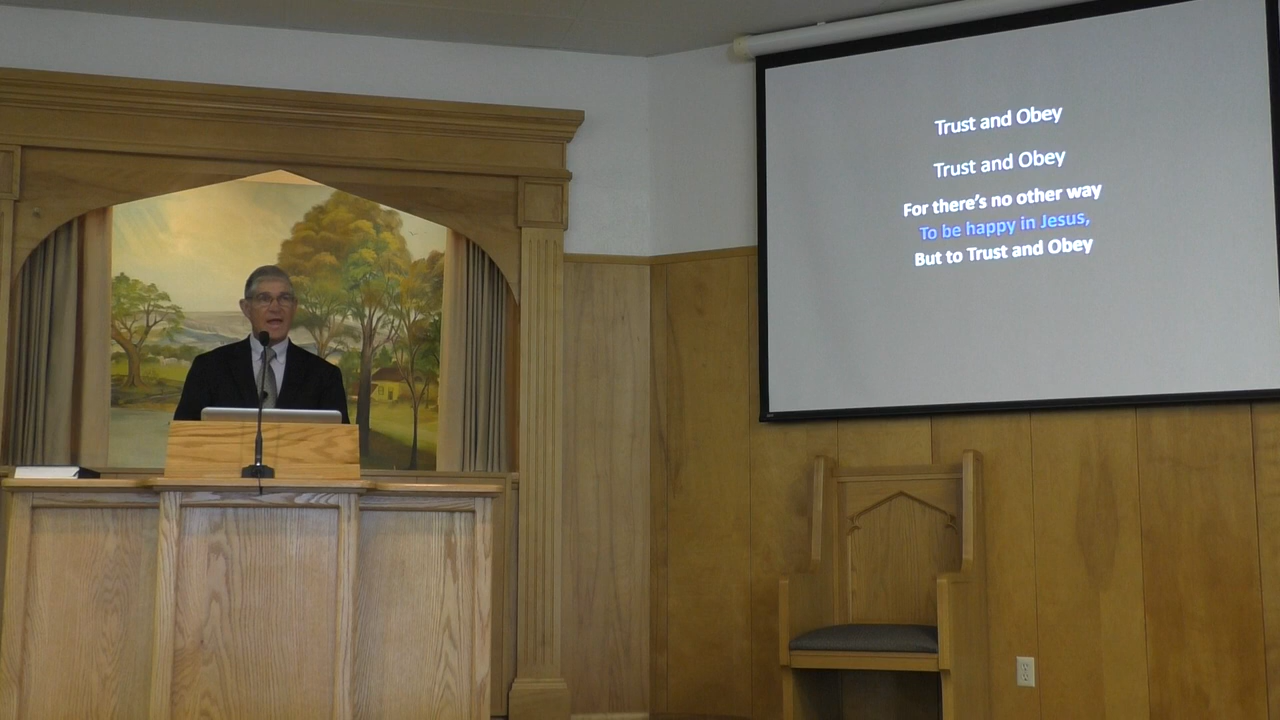 Trust and Obey
Trust and Obey
For there's no other way
To be happy in Jesus,
But to Trust and Obey